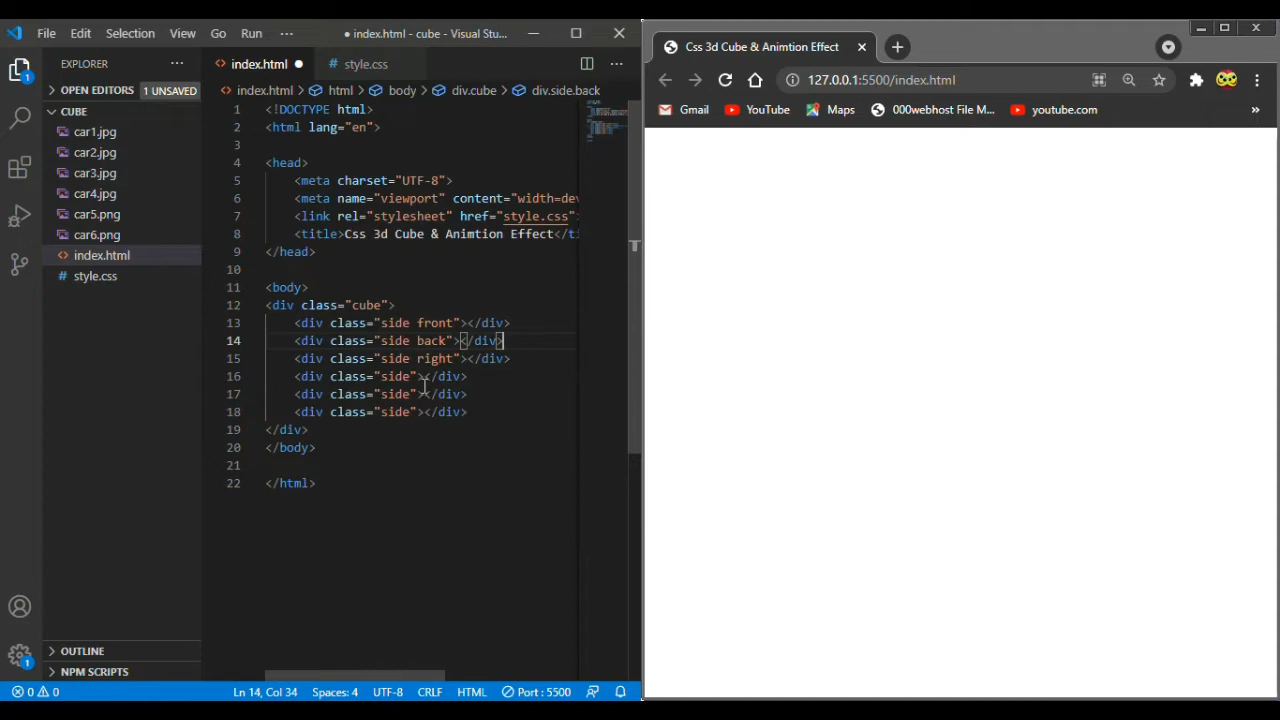 File Edit Selection View Go Run ··· ● index.html - cube - Visual Stu...
EXPLORER ···
OPEN EDITORS 1 UNSAVED
CUBE
car1.jpg
car2.jpg
car3.jpg
car4.jpg
car5.png
car6.png
index.html
# style.css
OUTLINE
NPM SCRIPTS
1
1
<> index.html ● # style.css ···
<> index.html > html > body > div.cube > div.side.back
1 <!DOCTYPE html>
2 <html lang="en">
3
4 <head>
5 <meta charset="UTF-8">
6 <meta name="viewport" content="width=dev
7 <link rel="stylesheet" href="style.css">
8 <title>Css 3d Cube & Animtion Effect</ti
9 </head>
10
11 <body>
12 <div class="cube">
13 <div class="side front"></div>
14 <div class="side back"></div>
15 <div class="side right"></div>
16 <div class="side"></div>
17 <div class="side"></div>
18 <div class="side"></div>
19 </div>
20 </body>
21
22 </html>
0 0 Ln 14, Col 34 Spaces: 4 UTF-8 CRLF HTML Port : 5500
Css 3d Cube & Animtion Effect
127.0.0.1:5500/index.html
Gmail YouTube Maps 000webhost File M... youtube.com »